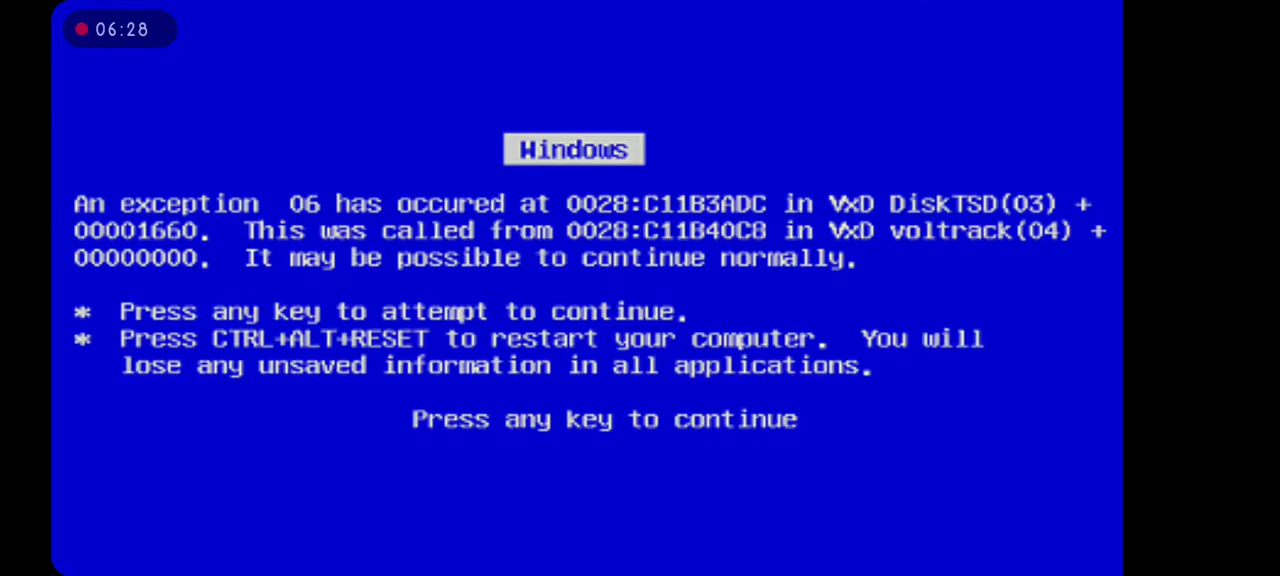 06:28
Windows
An exception  06 has occured at 0028:C11B3ADC in VxD DiskTSD(03) +
00001660.  This was called from 0028:C11B40C8 in VxD voltrack(04) +
00000000.  It may be possible to continue normally.
*  Press any key to attempt to continue.
*  Press CTRL+ALT+RESET to restart your computer.  You will
lose any unsaved information in all applications.
Press any key to continue